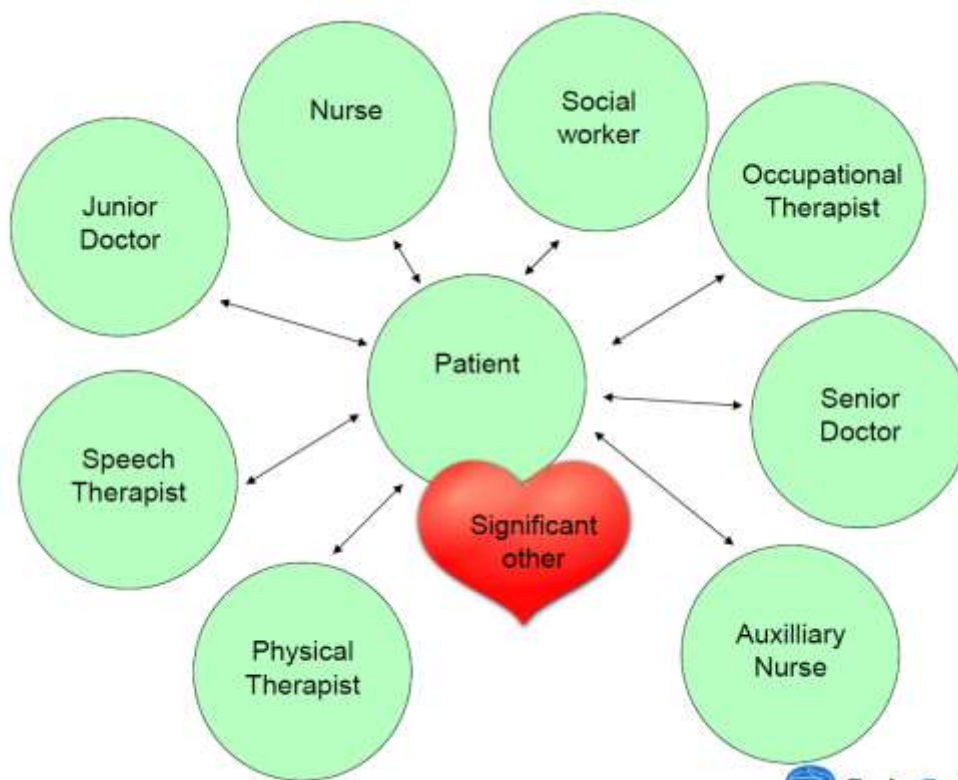 Nurse
Social
worker
Occupational
Therapist
Junior
Doctor
Patient
Senior
Doctor
Speech
Therapist
Significant
other
Physical
Therapist
Auxilliary
Nurse